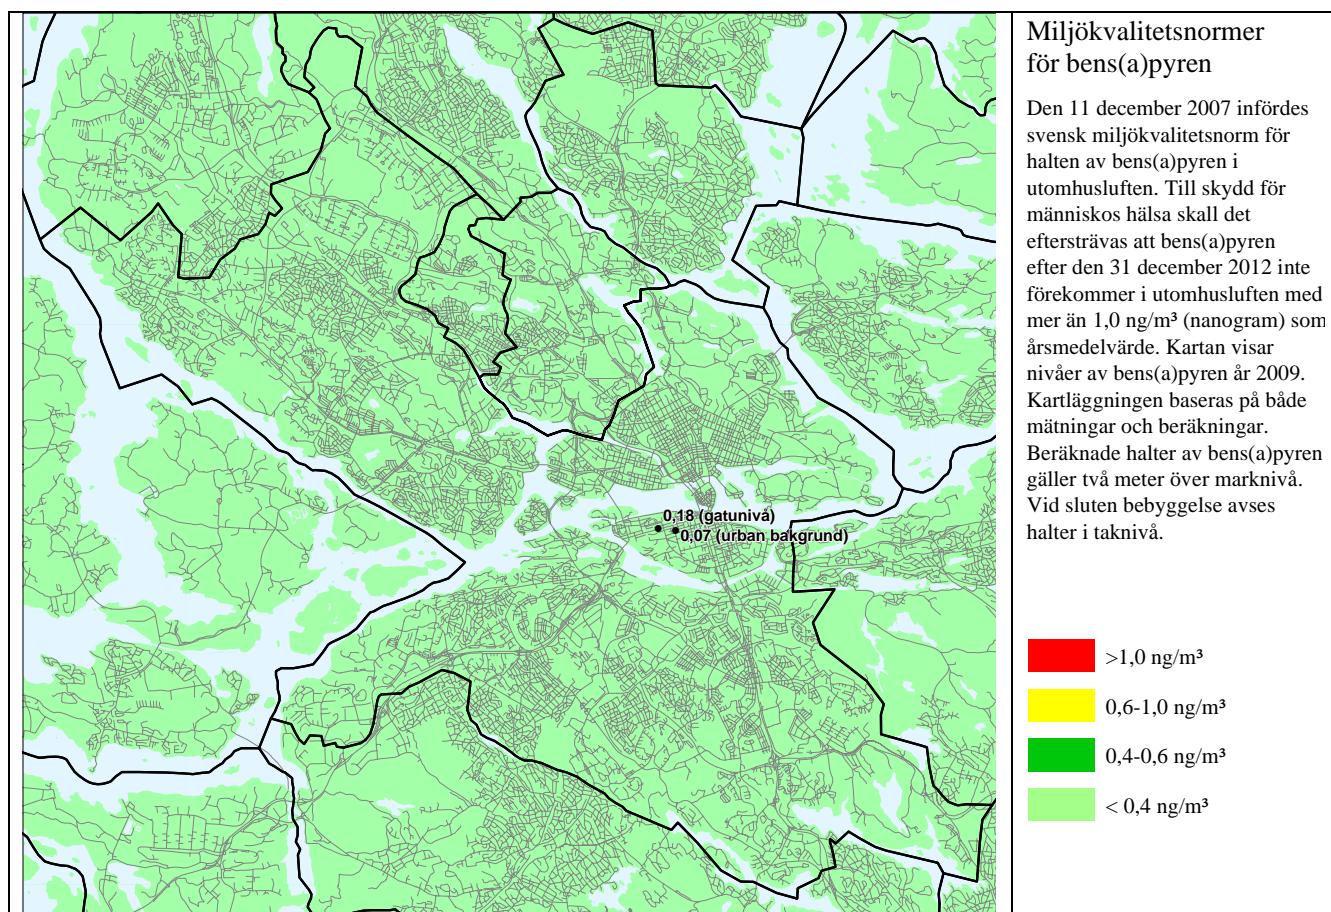 Miljökvalitetsnormer
för bens(a)pyren
Den 11 december 2007 infördes
svensk miljökvalitetsnorm för
halten av bens(a)pyren i
utomhusluften. Till skydd för
människos hälsa skall det
eftersträvas att bens(a)pyren
efter den 31 december 2012 inte
förekommer i utomhusluften med
mer än 1,0 ng/m³ (nanogram) som
årsmedelvärde. Kartan visar
nivåer av bens(a)pyren år 2009.
Kartläggningen baseras på både
mätningar och beräkningar.
Beräknade halter av bens(a)pyren
gäller två meter över marknivå.
Vid sluten bebyggelse avses
halter i taknivå.
0,18 (gatunivå)
0,07 (urban bakgrund)
>1,0 ng/m³
0,6-1,0 ng/m³
0,4-0,6 ng/m³
< 0,4 ng/m³